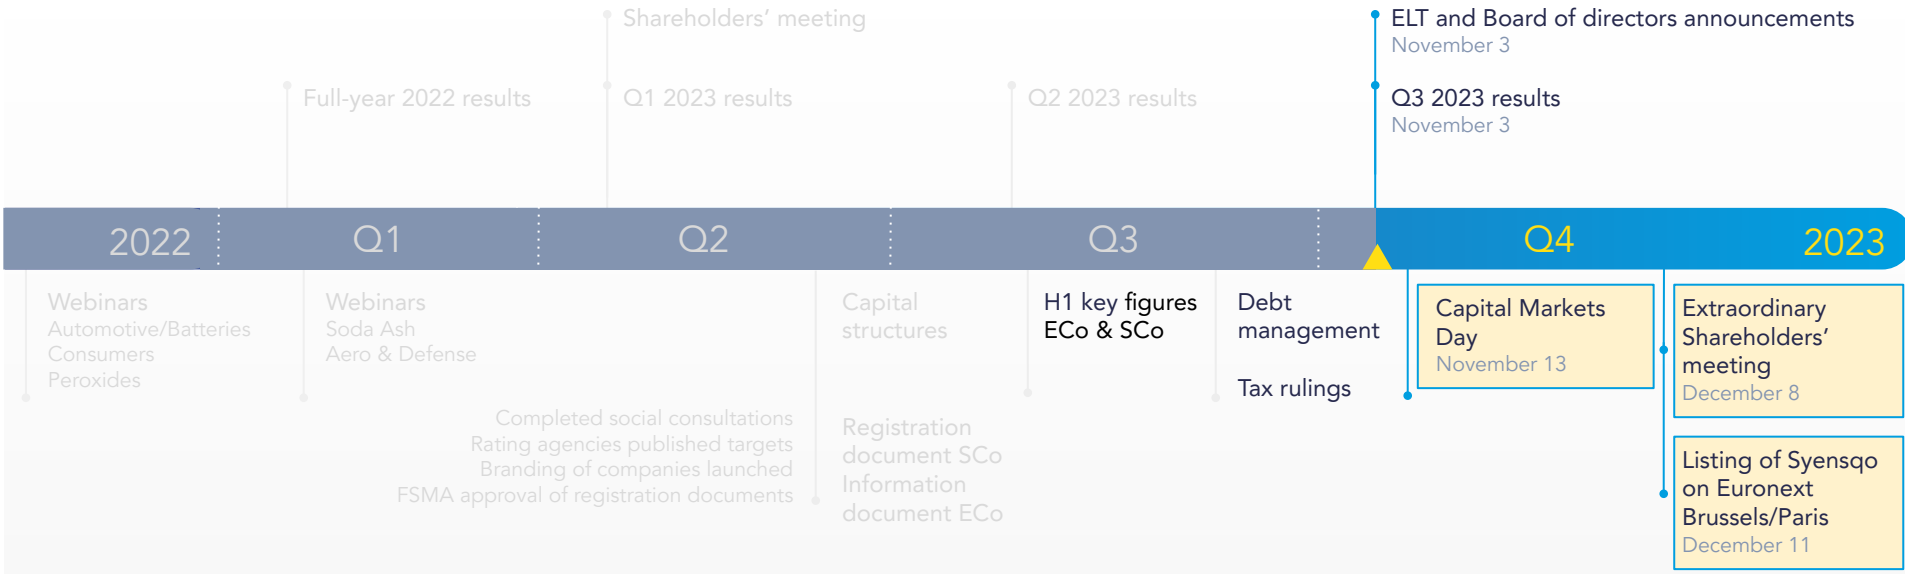 Shareholders’ meeting
ELT and Board of directors announcements
November 3
Full-year 2022 results
Q1 2023 results
Q2 2023 results
Q3 2023 results
November 3
2022
Q1
Q2
Q3
Q4
2023
Webinars
Automotive/Batteries
Consumers
Peroxides
Webinars
Soda Ash
Aero & Defense
Completed social consultations
Rating agencies published targets
Branding of companies launched
FSMA approval of registration documents
Capital
structures
Registration
document SCo
Information
document ECo
H1 key figures
ECo & SCo
Debt
management
Tax rulings
Capital Markets
Day
November 13
Extraordinary
Shareholders’
meeting
December 8
Listing of Syensqo
on Euronext
Brussels/Paris
December 11